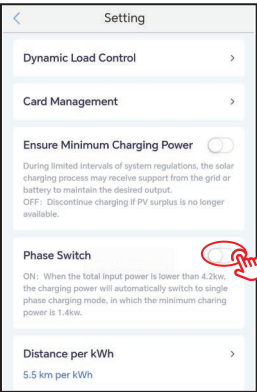 Setting
Dynamic Load Control
Card Management
Ensure Minimum Charging Power
During limited intervals of system regulations, the solar
charging process may receive support from the grid or
battery to maintain the desired output.
OFF: Discontinue charging if PV surplus is no longer
available.
Phase Switch
ON: When the total input power is lower than 4.2kw,
the charging power will automatically switch to single
phase charging mode, in which the minimum charing
power is 1.4kw.
Distance per kWh
5.5 km per kWh